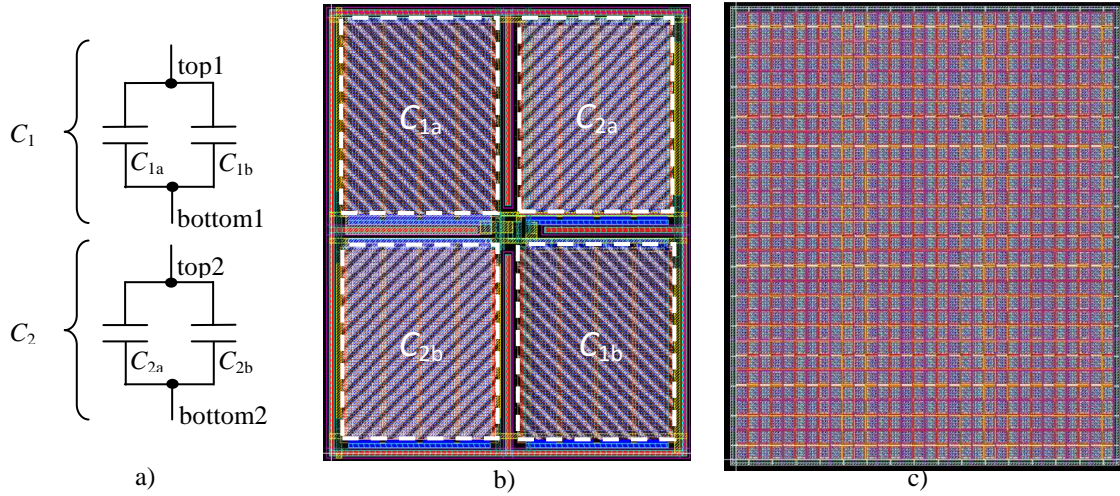 top1
C1
C1a
C1b
bottom1
top2
C2
C2a
C2b
bottom2
a)
C1a
C2a
C2b
C1b
b)
c)